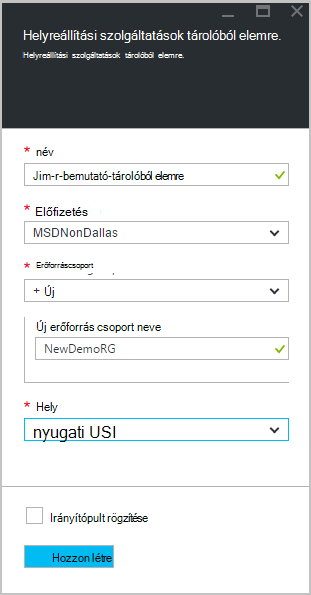 Helyreállítási szolgáltatások tárolóból elemre.
Helyreállítási szolgáltatások tárolóból elemre.
* név
Jim-r-bemutató-tárolóból elemre
* Előfizetés
MSDNonDallas
* Erőforráscsoport
+ Új
Új erőforrás csoport neve
NewDemoRG
* Hely
nyugati USI
Irányítópult rögzítése
Hozzon létre